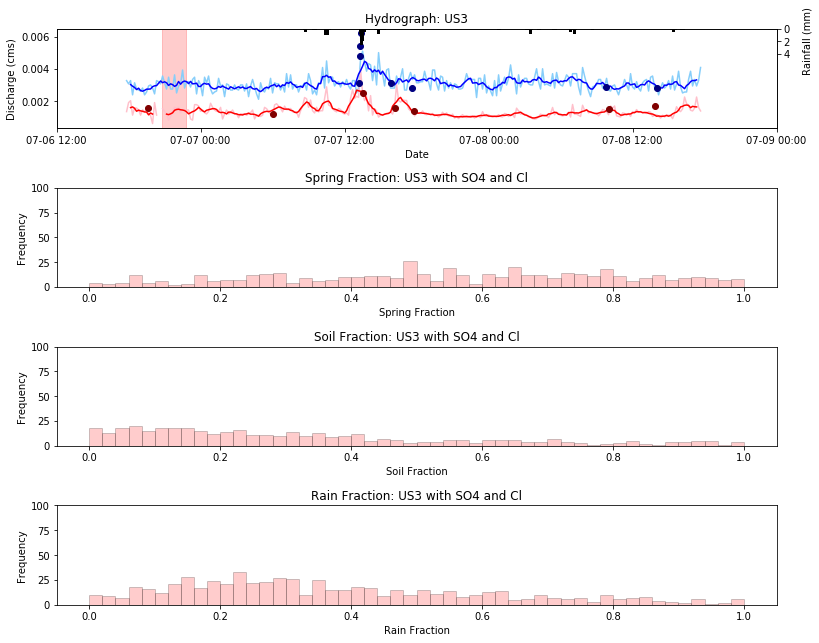 Hydrograph: US3
0.006
0.004
0.002
Discharge (cms)
0
2
4
Rainfall (mm)
07-06 12:00 07-07 00:00 07-07 12:00 07-08 00:00 07-08 12:00 07-09 00:00
Date
Spring Fraction: US3 with SO4 and Cl
100
75
50
25
0
Frequency
0.0 0.2 0.4 0.6 0.8 1.0
Spring Fraction
Soil Fraction: US3 with SO4 and Cl
100
75
50
25
0
Frequency
0.0 0.2 0.4 0.6 0.8 1.0
Soil Fraction
Rain Fraction: US3 with SO4 and Cl
100
75
50
25
0
Frequency
0.0 0.2 0.4 0.6 0.8 1.0
Rain Fraction